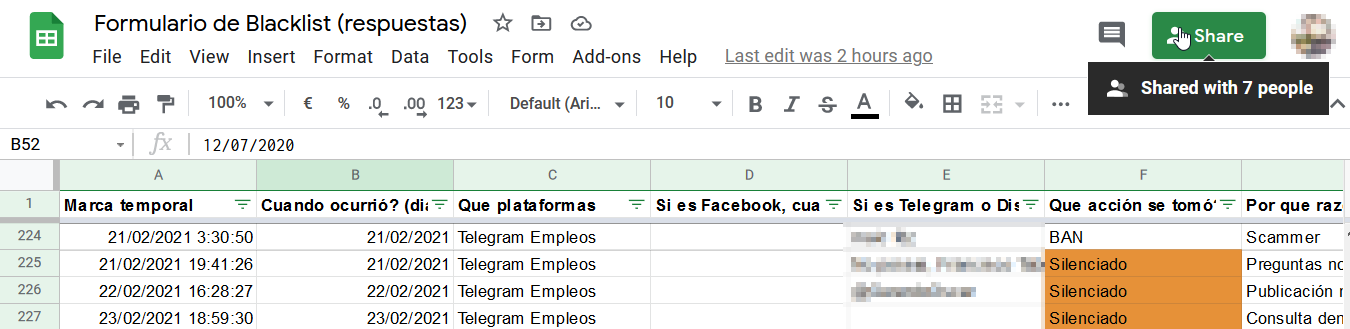 Formulario de Blacklist (respuestas)
File Edit View Insert Format Data Tools Form Add-ons Help Last edit was 2 hours ago
Share
Shared with 7 people
100% € % .0 .00 123 Default (Ari... 10 B I S A
B52 fx 12/07/2020
A B C D E F
1 Marca temporal Cuando ocurrió? (día Que plataformas Si es Facebook, cua Si es Telegram o Dis Que acción se tomó? Por que raz
224 21/02/2021 3:30:50 21/02/2021 Telegram Empleos BAN Scammer
225 21/02/2021 19:41:26 21/02/2021 Telegram Empleos Silenciado Preguntas no
226 22/02/2021 16:28:27 22/02/2021 Telegram Empleos Silenciado Publicación
227 23/02/2021 18:59:30 23/02/2021 Telegram Empleos Silenciado Consulta den